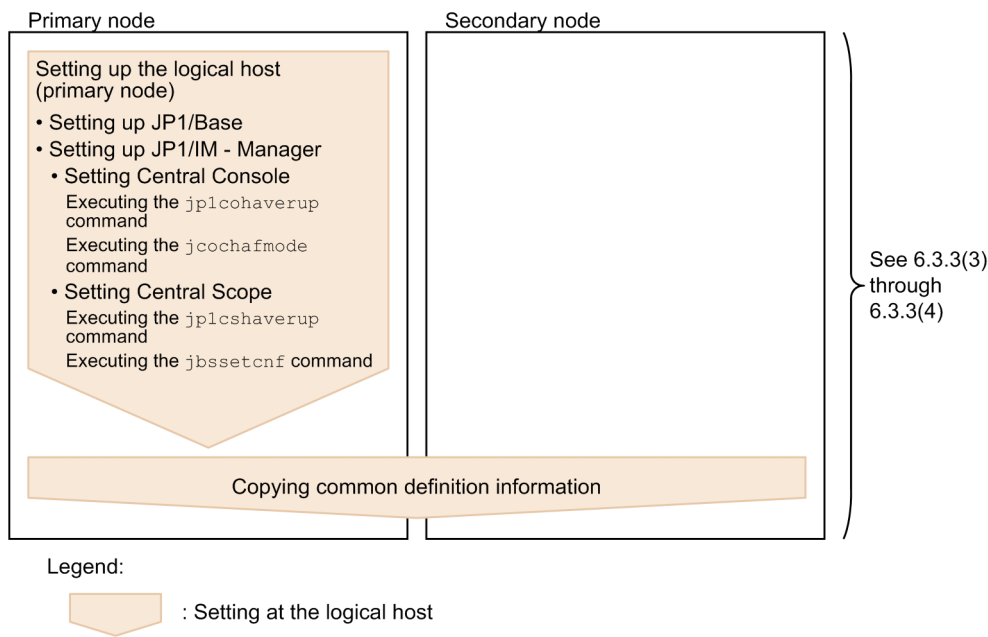 Primary node
Secondary node
Setting up the logical host
(primary node)
• Setting up JP1/Base
• Setting up JP1/IM - Manager
• Setting Central Console
Executing the jp1cohaverup
command
Executing the jcochafmode
command
• Setting Central Scope
Executing the jp1cshaverup
command
Executing the jbssetcnf command
See 6.3.3(3)
through
6.3.3(4)
Copying common definition information
Legend:
: Setting at the logical host